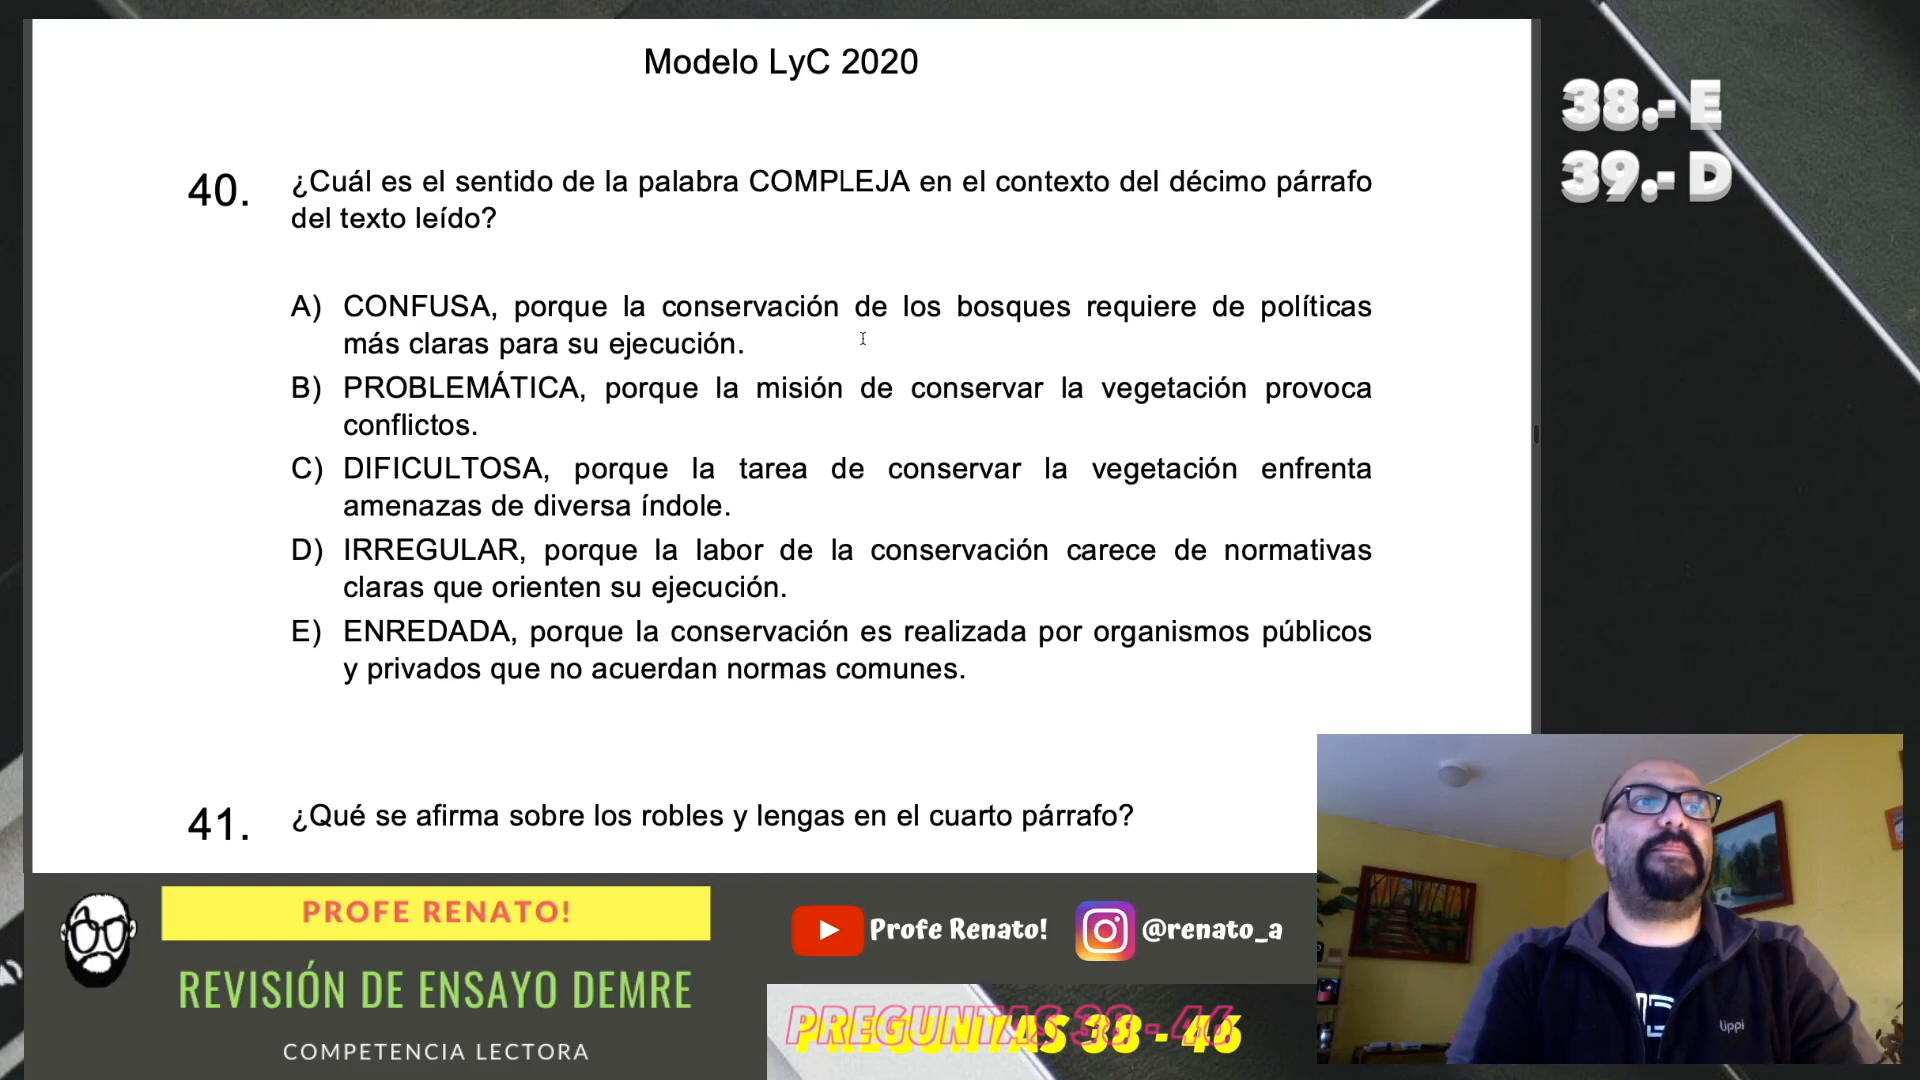 Modelo LyC 2020
38.- E
39.- D
40. ¿Cuál es el sentido de la palabra COMPLEJA en el contexto del décimo párrafo
del texto leído?
A) CONFUSA, porque la conservación de los bosques requiere de políticas
más claras para su ejecución.
B) PROBLEMÁTICA, porque la misión de conservar la vegetación provoca
conflictos.
C) DIFICULTOSA, porque la tarea de conservar la vegetación enfrenta
amenazas de diversa índole.
D) IRREGULAR, porque la labor de la conservación carece de normativas
claras que orienten su ejecución.
E) ENREDADA, porque la conservación es realizada por organismos públicos
y privados que no acuerdan normas comunes.
41. ¿Qué se afirma sobre los robles y lengas en el cuarto párrafo?
PROFE RENATO!
REVISIÓN DE ENSAYO DEMRE
COMPETENCIA LECTORA
Profe Renato!
@renato_a
PREGUNTAS 38 - 46
lippi